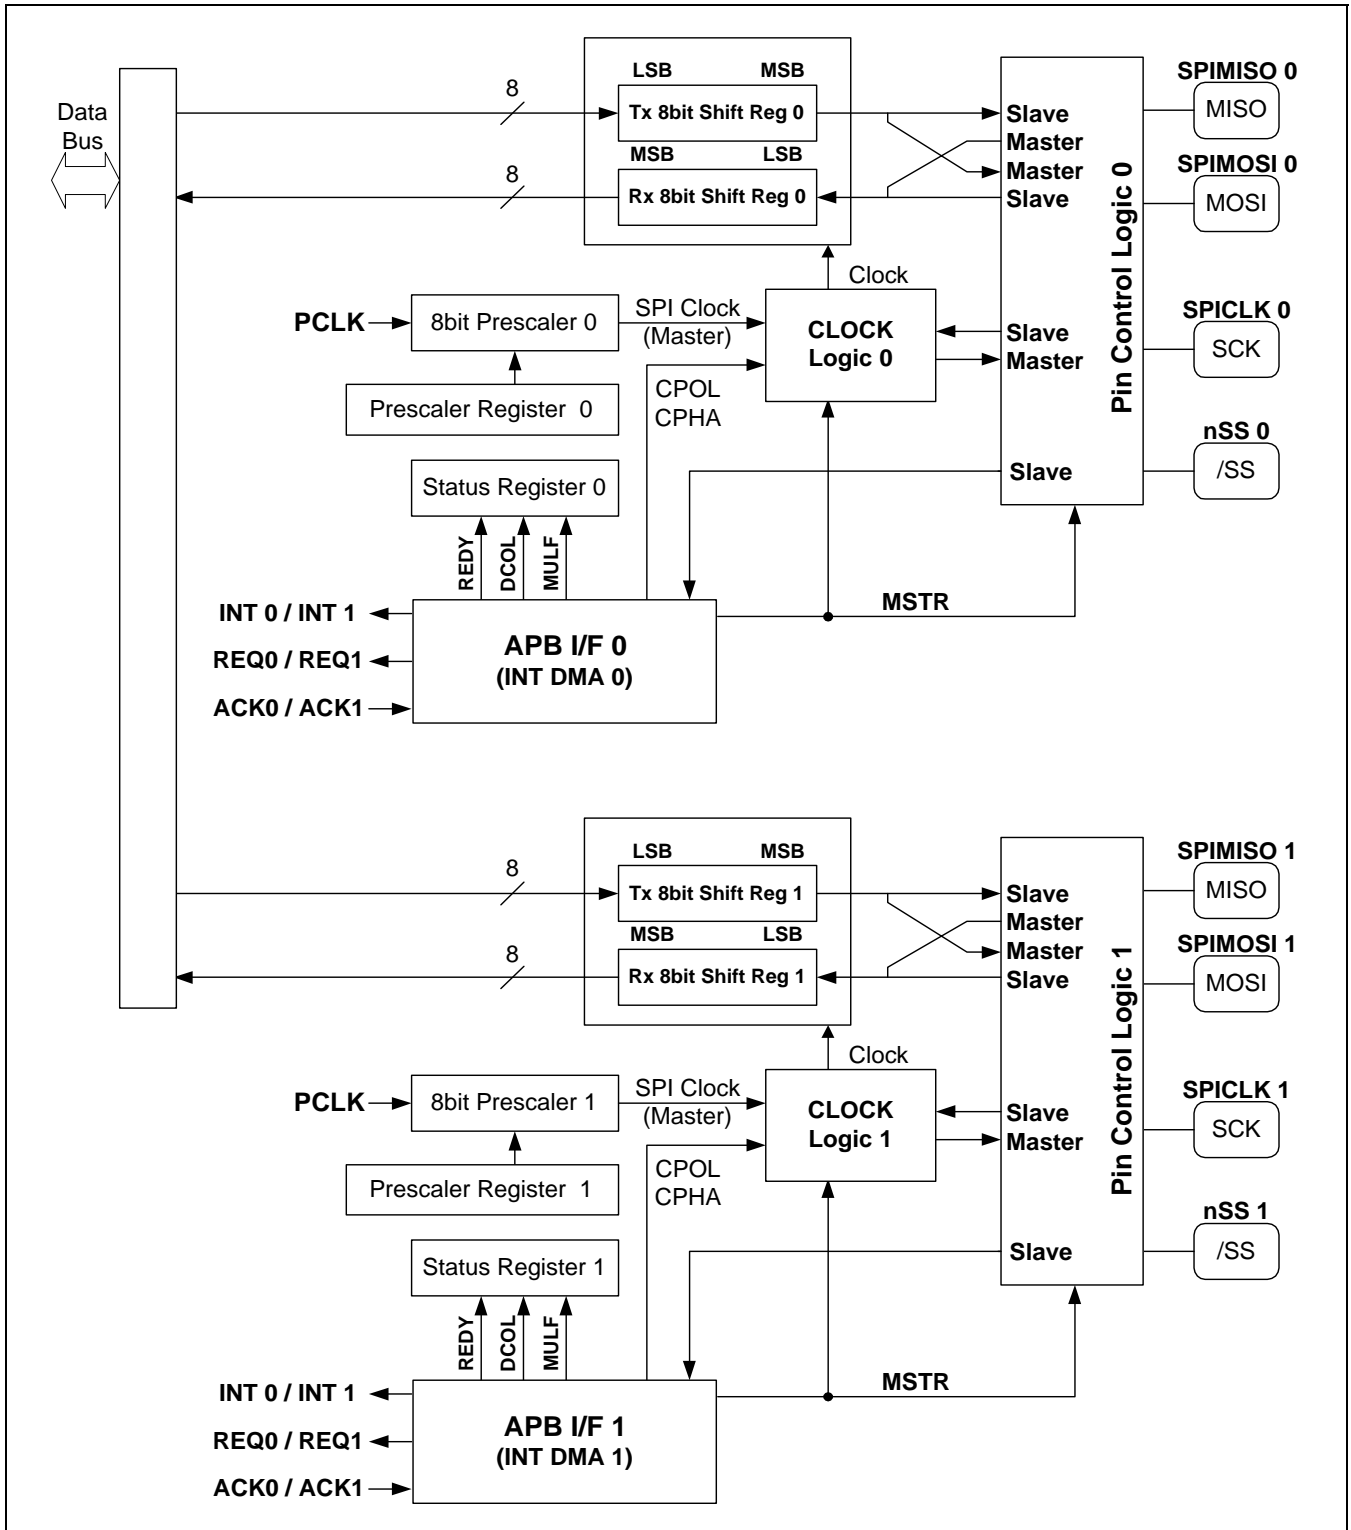 Data
Bus
8
LSB MSB
Tx 8bit Shift Reg 0
MSB LSB
8
Rx 8bit Shift Reg 0
Slave
Master
Master
Slave
Pin Control Logic 0
SPIMISO 0
MISO
SPIMOSI 0
MOSI
Clock
PCLK
8bit Prescaler 0
SPI Clock
(Master)
CLOCK
Logic 0
Slave
Master
SPICLK 0
SCK
Prescaler Register 0
CPOL
CPHA
nSS 0
/SS
Slave
Status Register 0
REDY
DCOL
MULF
INT 0 / INT 1
REQ0 / REQ1
ACK0 / ACK1
APB I/F 0
(INT DMA 0)
MSTR
8
LSB MSB
Tx 8bit Shift Reg 1
MSB LSB
8
Rx 8bit Shift Reg 1
Slave
Master
Master
Slave
Pin Control Logic 1
SPIMISO 1
MISO
SPIMOSI 1
MOSI
Clock
PCLK
8bit Prescaler 1
SPI Clock
(Master)
CLOCK
Logic 1
Slave
Master
SPICLK 1
SCK
Prescaler Register 1
CPOL
CPHA
nSS 1
/SS
Slave
Status Register 1
REDY
DCOL
MULF
INT 0 / INT 1
REQ0 / REQ1
ACK0 / ACK1
APB I/F 1
(INT DMA 1)
MSTR